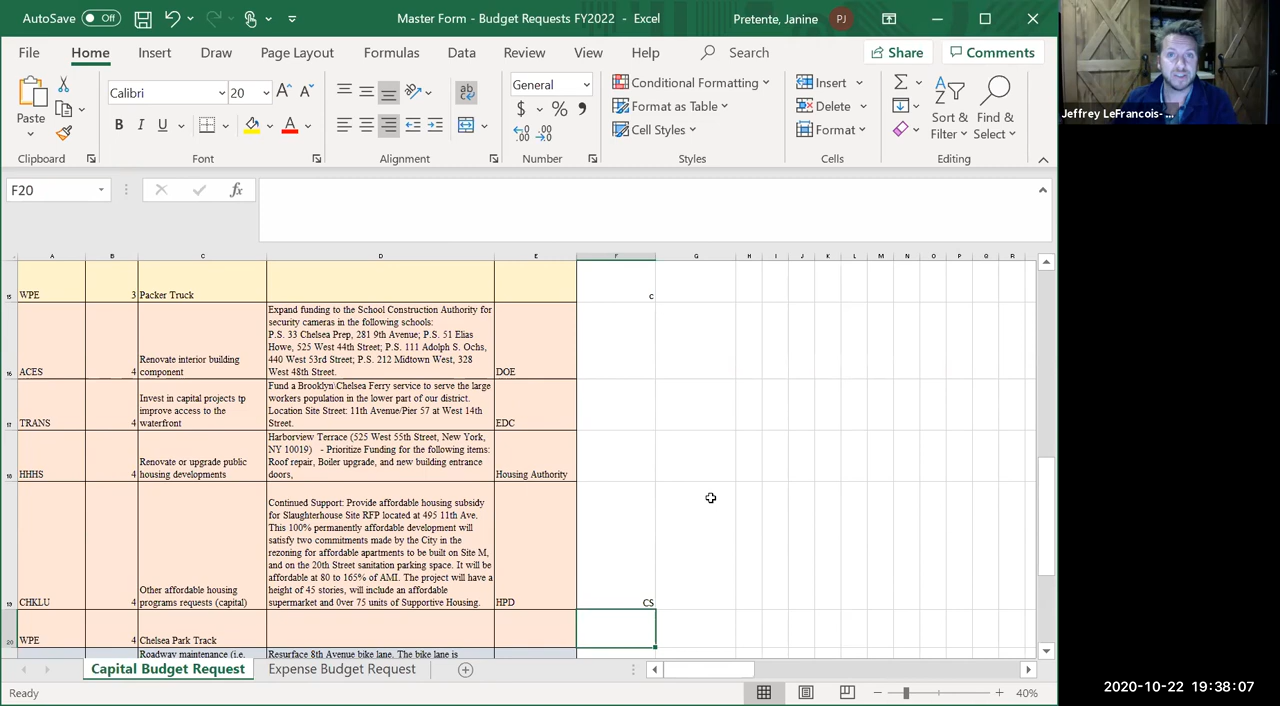 AutoSave Off
Master Form - Budget Requests FY2022 - Excel
Pretente, Janine PJ
File Home Insert Draw Page Layout Formulas Data Review View Help Search Share Comments
Paste
Calibri 20
B I U
ab
General
$ % 9
Conditional Formatting
Format as Table
Cell Styles
Insert
Delete
Format
Sort &
Filter
Find &
Select
Clipboard Font Alignment Number Styles Cells Editing
F20 fx
A B C D E F G H I J K L M N O P Q R
15 WPE 3 Packer Truck c
16 ACES 4
Renovate interior building
component
Expand funding to the School Construction Authority for
security cameras in the following schools:
P.S. 33 Chelsea Prep, 281 9th Avenue; P.S. 51 Elias
Howe, 525 West 44th Street; P.S. 111 Adolph S. Ochs,
440 West 53rd Street; P.S. 212 Midtown West, 328
West 48th Street.
DOE
17 TRANS 4
Invest in capital projects tp
improve access to the
waterfront
Fund a Brooklyn\Chelsea Ferry service to serve the large
workers population in the lower part of our district.
Location Site Street: 11th Avenue/Pier 57 at West 14th
Street.
EDC
18 HHHS 4
Renovate or upgrade public
housing developments
Harborview Terrace (525 West 55th Street, New York,
NY 10019) - Prioritize Funding for the following items:
Roof repair, Boiler upgrade, and new building entrance
doors,
Housing Authority
19 CHKLU 4
Other affordable housing
programs requests (capital)
Continued Support: Provide affordable housing subsidy
for Slaughterhouse Site RFP located at 495 11th Ave.
This 100% permanently affordable development will
satisfy two commitments made by the City in the
rezoning for affordable apartments to be built on Site M,
and on the 20th Street sanitation parking space. It will be
affordable at 80 to 165% of AMI. The project will have a
height of 45 stories, will include an affordable
supermarket and 0ver 75 units of Supportive Housing.
HPD
CS
20 WPE 4 Chelsea Park Track
Roadway maintenance (i.e.
Resurface 8th Avenue bike lane. The bike lane is
Capital Budget Request Expense Budget Request
Ready 40%
Jeffrey LeFrancois- ...
2020-10-22 19:38:07